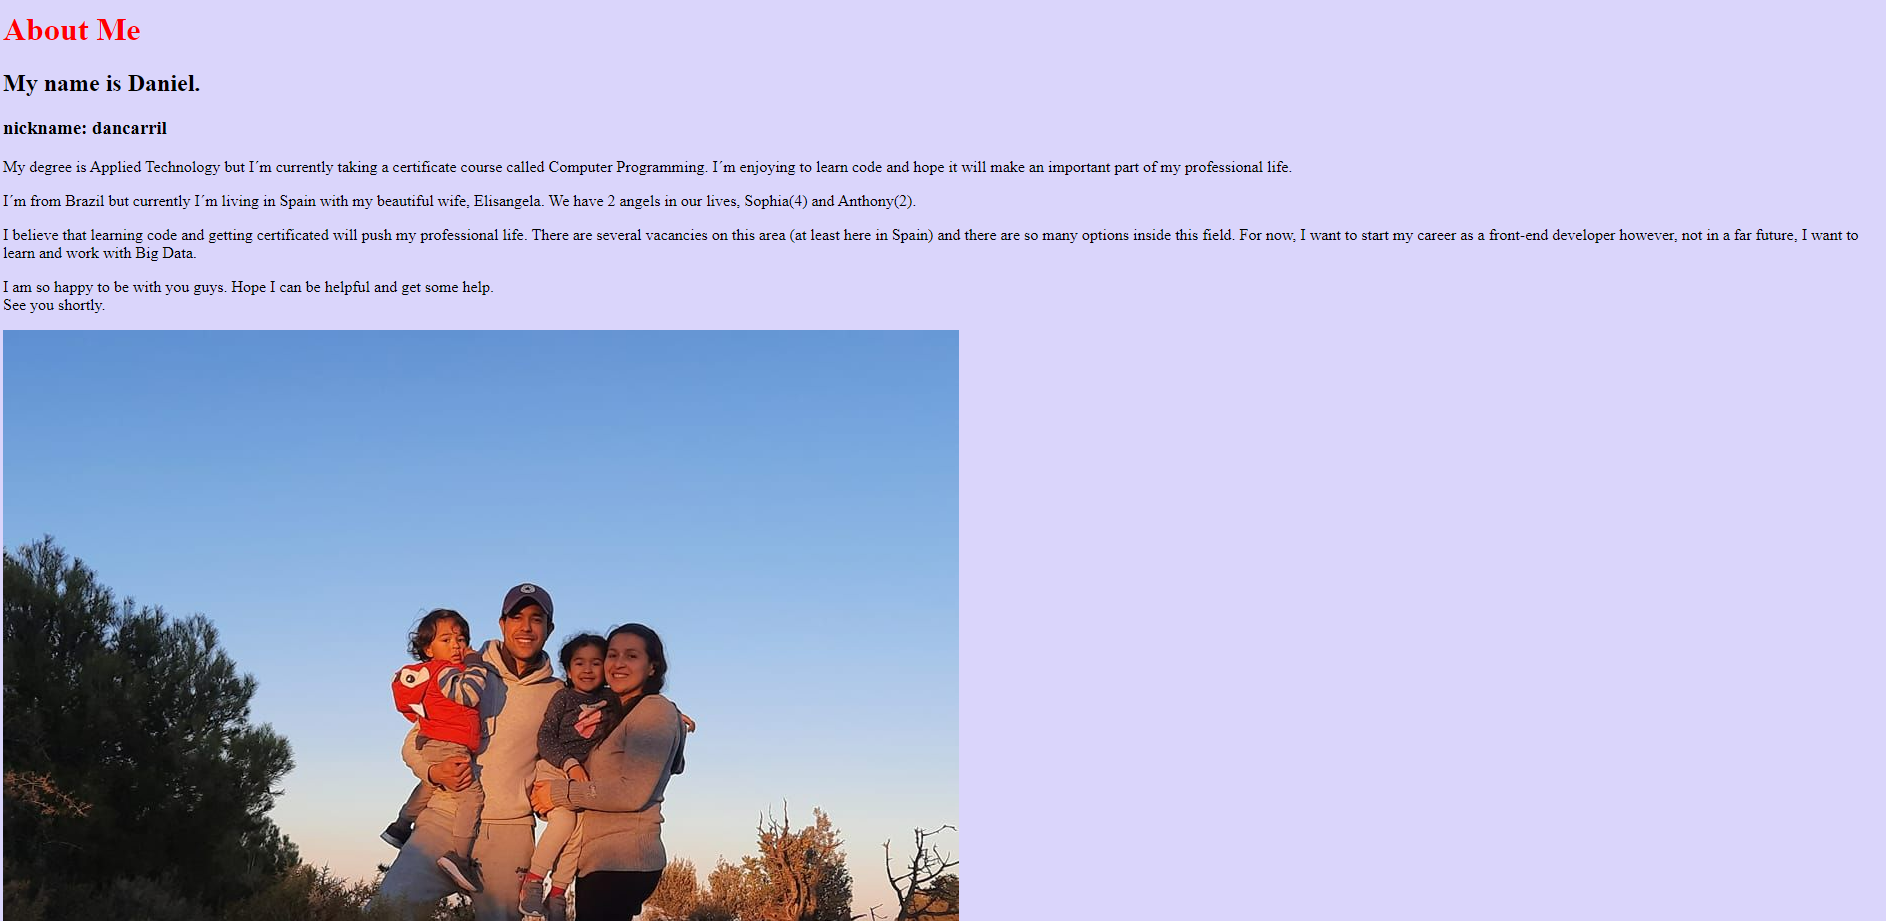 About Me
My name is Daniel.
nickname: dancarril
My degree is Applied Technology but I´m currently taking a certificate course called Computer Programming. I´m enjoying to learn code and hope it will make an important part of my professional life.
I´m from Brazil but currently I´m living in Spain with my beautiful wife, Elisangela. We have 2 angels in our lives, Sophia(4) and Anthony(2).
I believe that learning code and getting certificated will push my professional life. There are several vacancies on this area (at least here in Spain) and there are so many options inside this field. For now, I want to start my career as a front-end developer however, not in a far future, I want to
learn and work with Big Data.
I am so happy to be with you guys. Hope I can be helpful and get some help.
See you shortly.